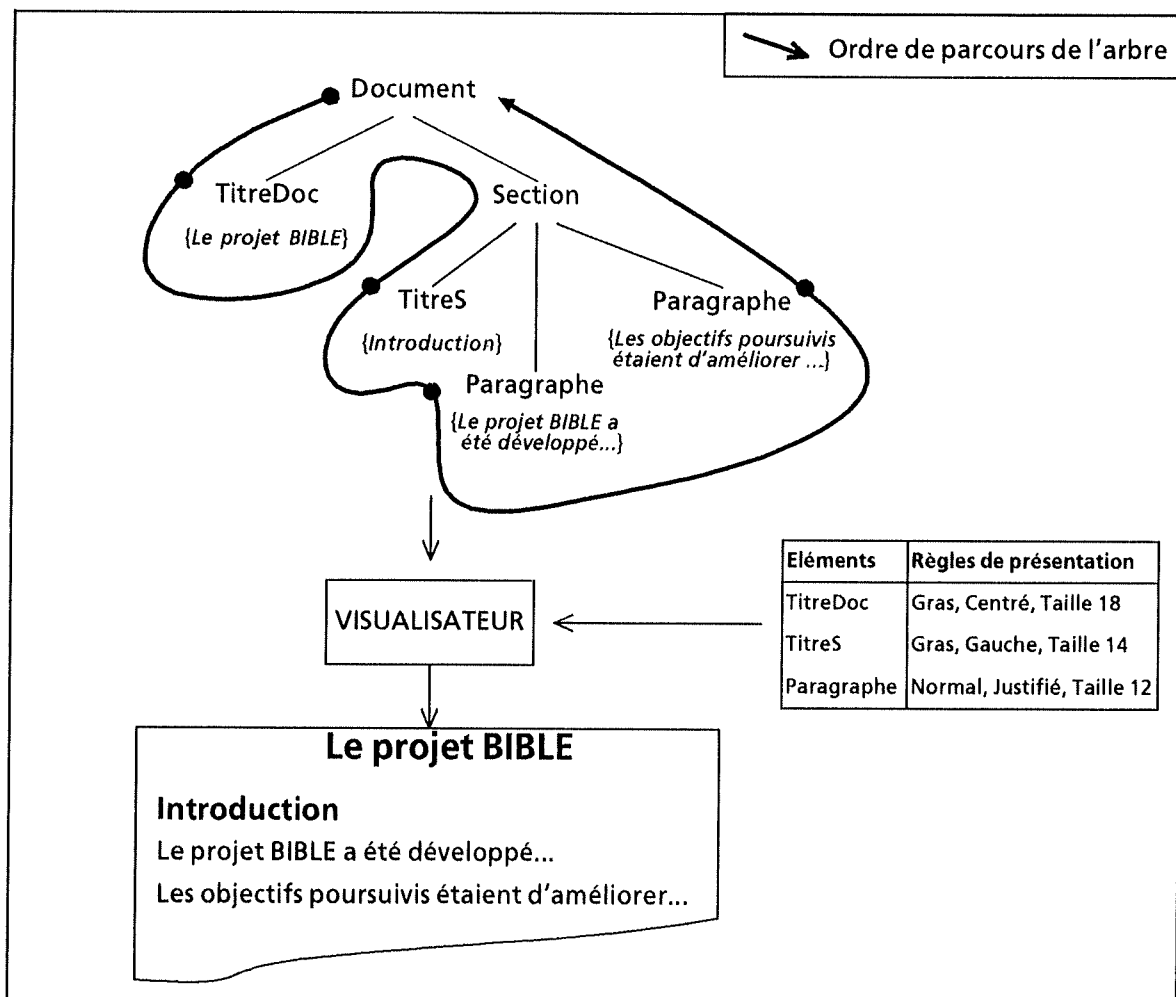 Ordre de parcours de l'arbre
Document
TitreDoc
{Le projet BIBLE}
Section
TitreS
{Introduction}
Paragraphe
{Le projet BIBLE a
été développé...}
Paragraphe
{Les objectifs poursuivis
étaient d'améliorer ...}
VISUALISATEUR
Eléments Règles de présentation
TitreDoc Gras, Centré, Taille 18
TitreS Gras, Gauche, Taille 14
Paragraphe Normal, Justifié, Taille 12
Le projet BIBLE
Introduction
Le projet BIBLE a été développé...
Les objectifs poursuivis étaient d'améliorer...